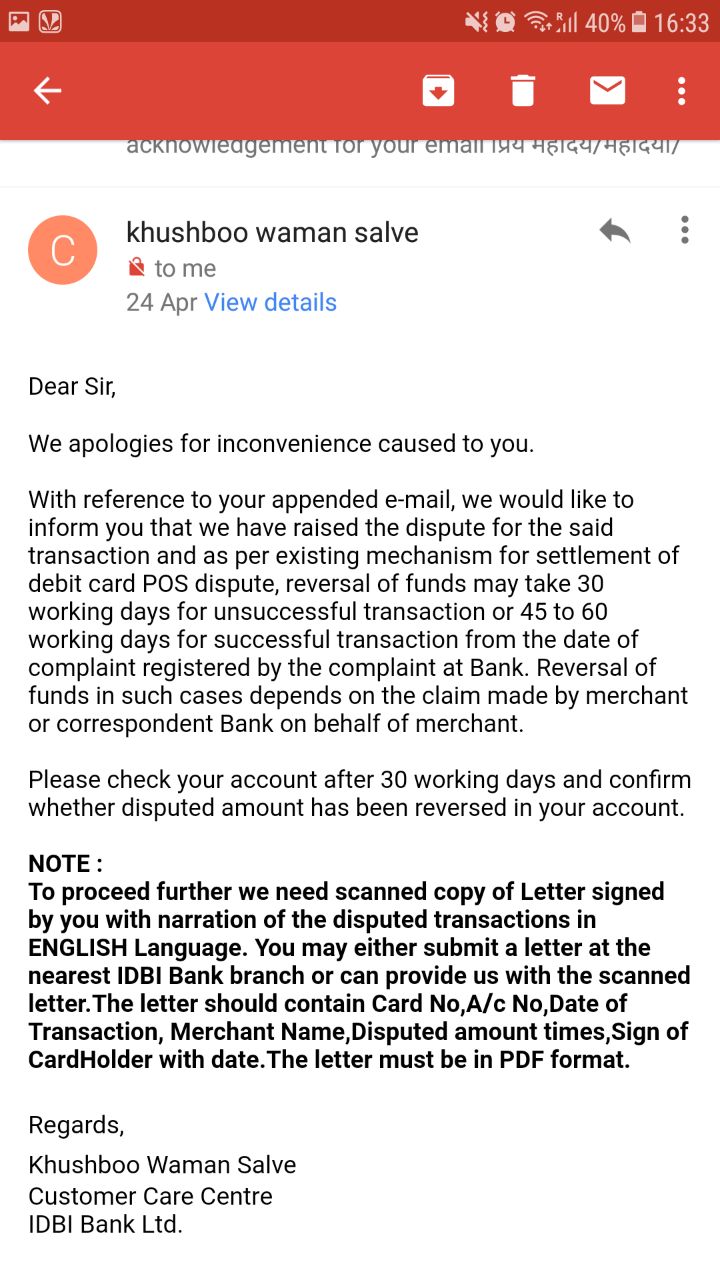 40% 16:33
acknowledgement for your email प्रिय महोदय/महोदया/
khushboo waman salve
C
to me
24 Apr View details
Dear Sir,
We apologies for inconvenience caused to you.
With reference to your appended e-mail, we would like to
inform you that we have raised the dispute for the said
transaction and as per existing mechanism for settlement of
debit card POS dispute, reversal of funds may take 30
working days for unsuccessful transaction or 45 to 60
working days for successful transaction from the date of
complaint registered by the complaint at Bank. Reversal of
funds in such cases depends on the claim made by merchant
or correspondent Bank on behalf of merchant.
Please check your account after 30 working days and confirm
whether disputed amount has been reversed in your account.
NOTE :
To proceed further we need scanned copy of Letter signed
by you with narration of the disputed transactions in
ENGLISH Language. You may either submit a letter at the
nearest IDBI Bank branch or can provide us with the scanned
letter.The letter should contain Card No,A/c No,Date of
Transaction, Merchant Name,Disputed amount times,Sign of
CardHolder with date.The letter must be in PDF format.
Regards,
Khushboo Waman Salve
Customer Care Centre
IDBI Bank Ltd.